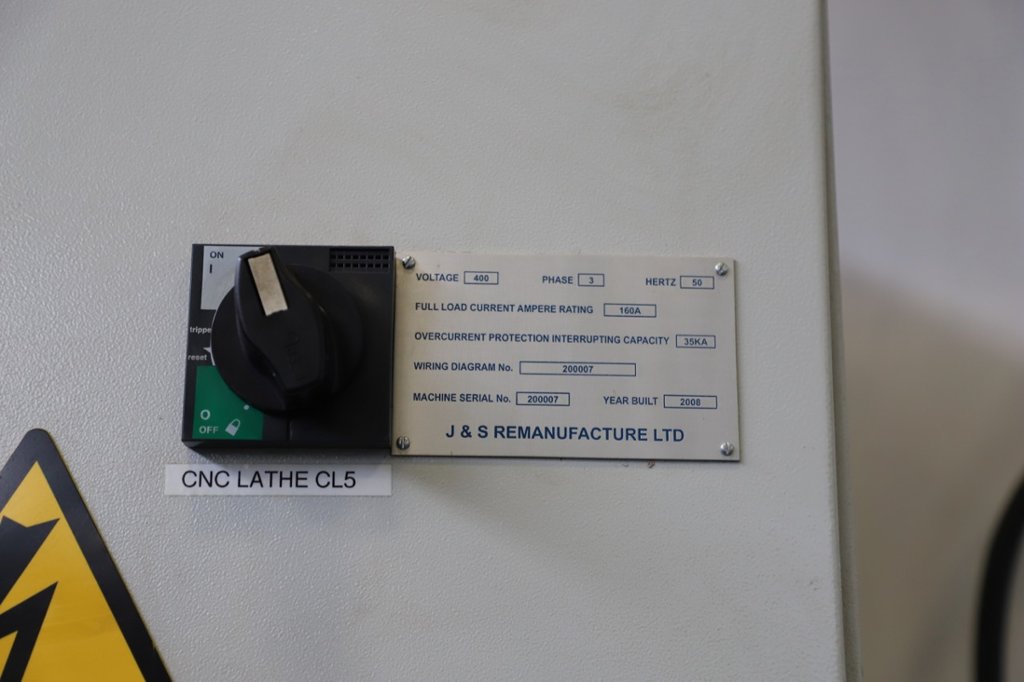 ON
I
tripped
reset
O
OFF
VOLTAGE 400 PHASE 3 HERTZ 50
FULL LOAD CURRENT AMPERE RATING 160A
OVERCURRENT PROTECTION INTERRUPTING CAPACITY 35KA
WIRING DIAGRAM No. 200007
MACHINE SERIAL No. 200007 YEAR BUILT 2008
J & S REMANUFACTURE LTD
CNC LATHE CL5